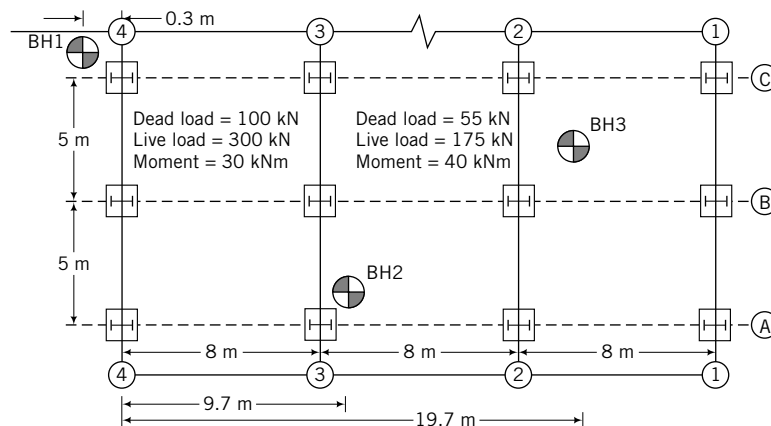 0.3 m
BH1
4
3
2
1
C
Dead load = 100 kN
Live load = 300 kN
Moment = 30 kNm
Dead load = 55 kN
Live load = 175 kN
Moment = 40 kNm
BH3
5 m
B
5 m
BH2
A
8 m
8 m
8 m
4
3
2
1
9.7 m
19.7 m